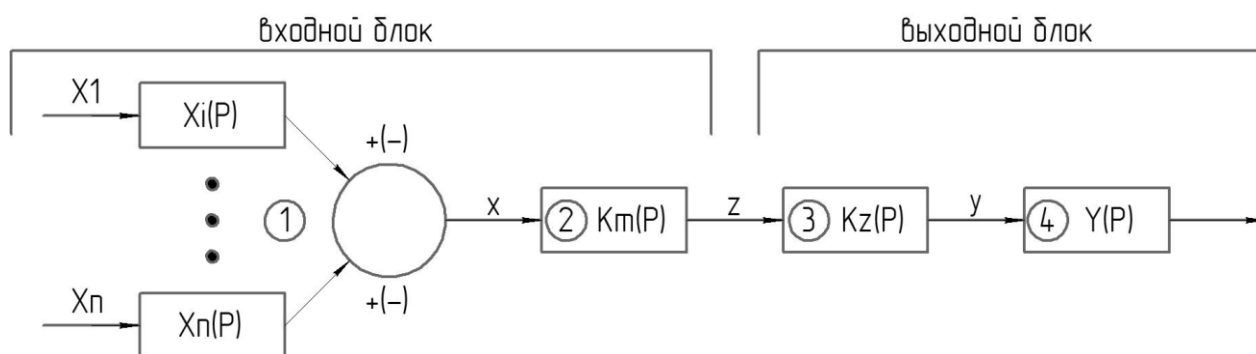 входной блок
выходной блок
X1
Xi(P)
+(-)
1
x
2 Km(P)
z
3 Kz(P)
y
4 Y(P)
+(-)
Xn
Xn(P)